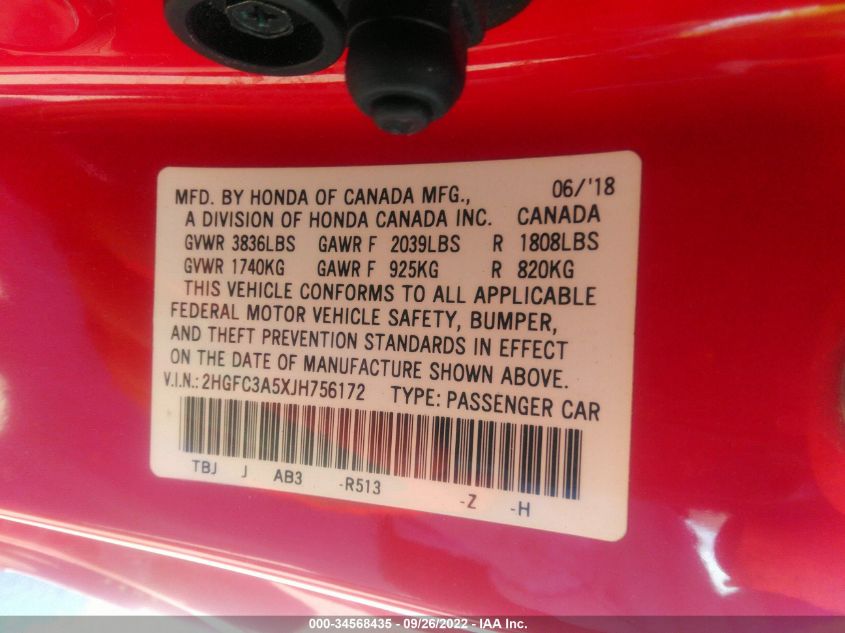 MFD. BY HONDA OF CANADA MFG., 06/'18
A DIVISION OF HONDA CANADA INC. CANADA
GVWR 3836LBS GAWR F 2039LBS R 1808LBS
GVWR 1740KG GAWR F 925KG R 820KG
THIS VEHICLE CONFORMS TO ALL APPLICABLE
FEDERAL MOTOR VEHICLE SAFETY, BUMPER,
AND THEFT PREVENTION STANDARDS IN EFFECT
ON THE DATE OF MANUFACTURE SHOWN ABOVE.
V.I.N.: 2HGFC3A5XJH756172 TYPE: PASSENGER CAR
TBJ J AB3 -R513 -Z -H
000-34568435 - 09/26/2022 - IAA Inc.